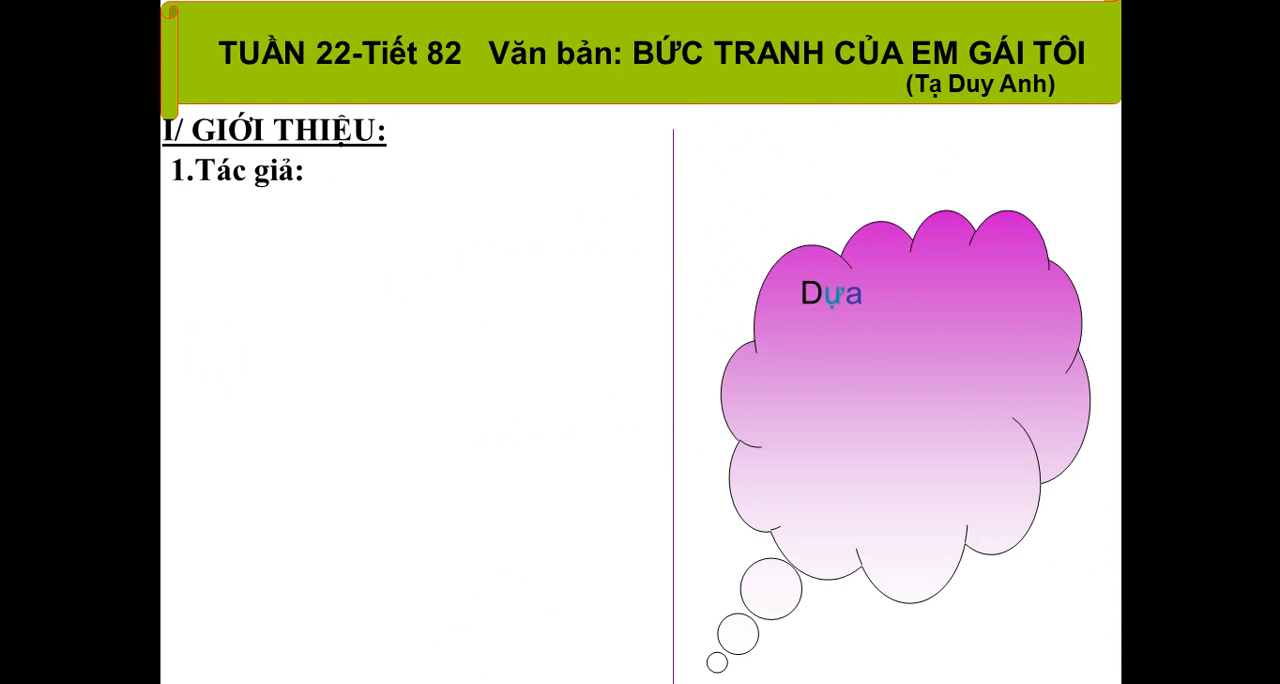 TUẦN 22-Tiết 82 Văn bản: BỨC TRANH CỦA EM GÁI TÔI
(Tạ Duy Anh)
I/ GIỚI THIỆU:
1.Tác giả:
Dựa